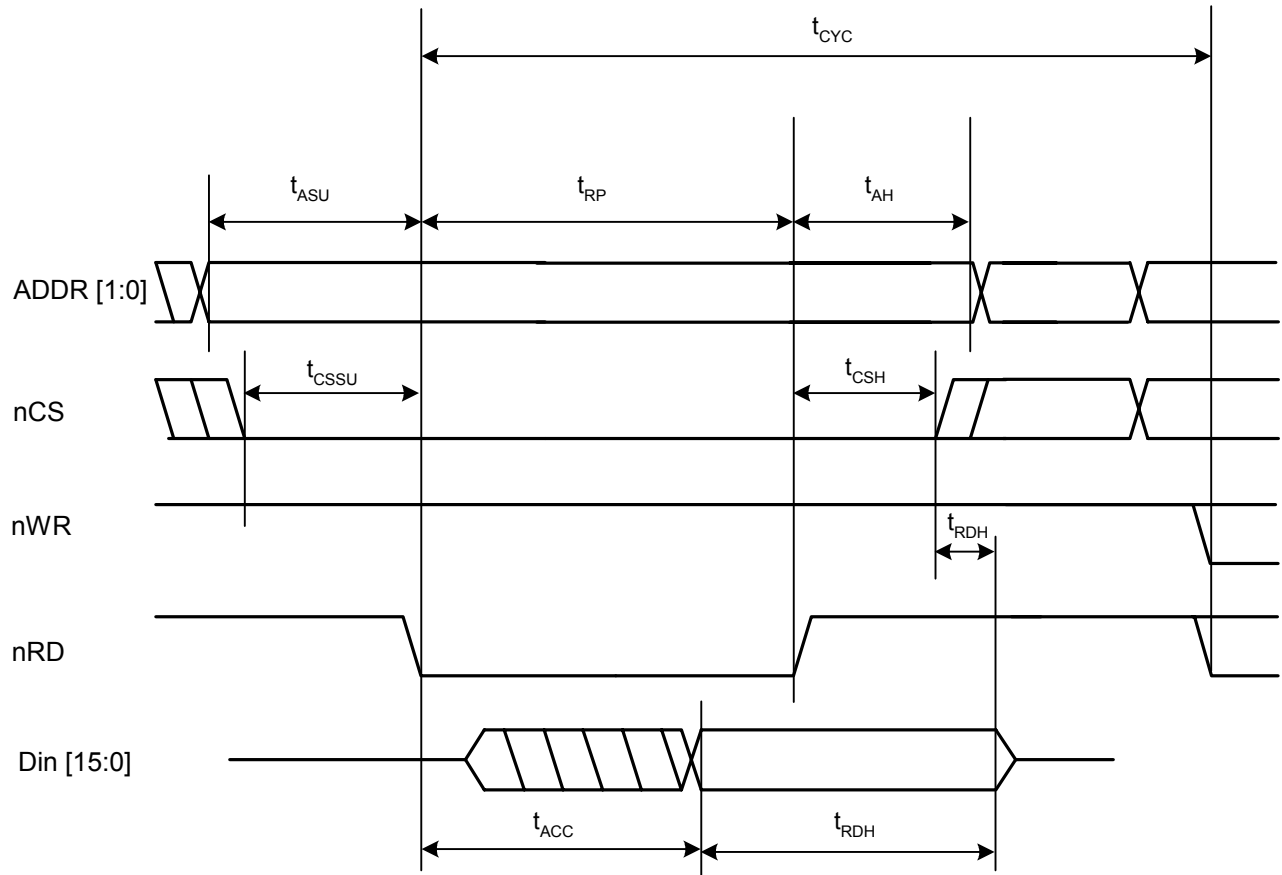 tCYC
tASU
tRP
tAH
ADDR [1:0]
tCSSU
tCSH
nCS
nWR
tRDH
nRD
Din [15:0]
tACC
tRDH